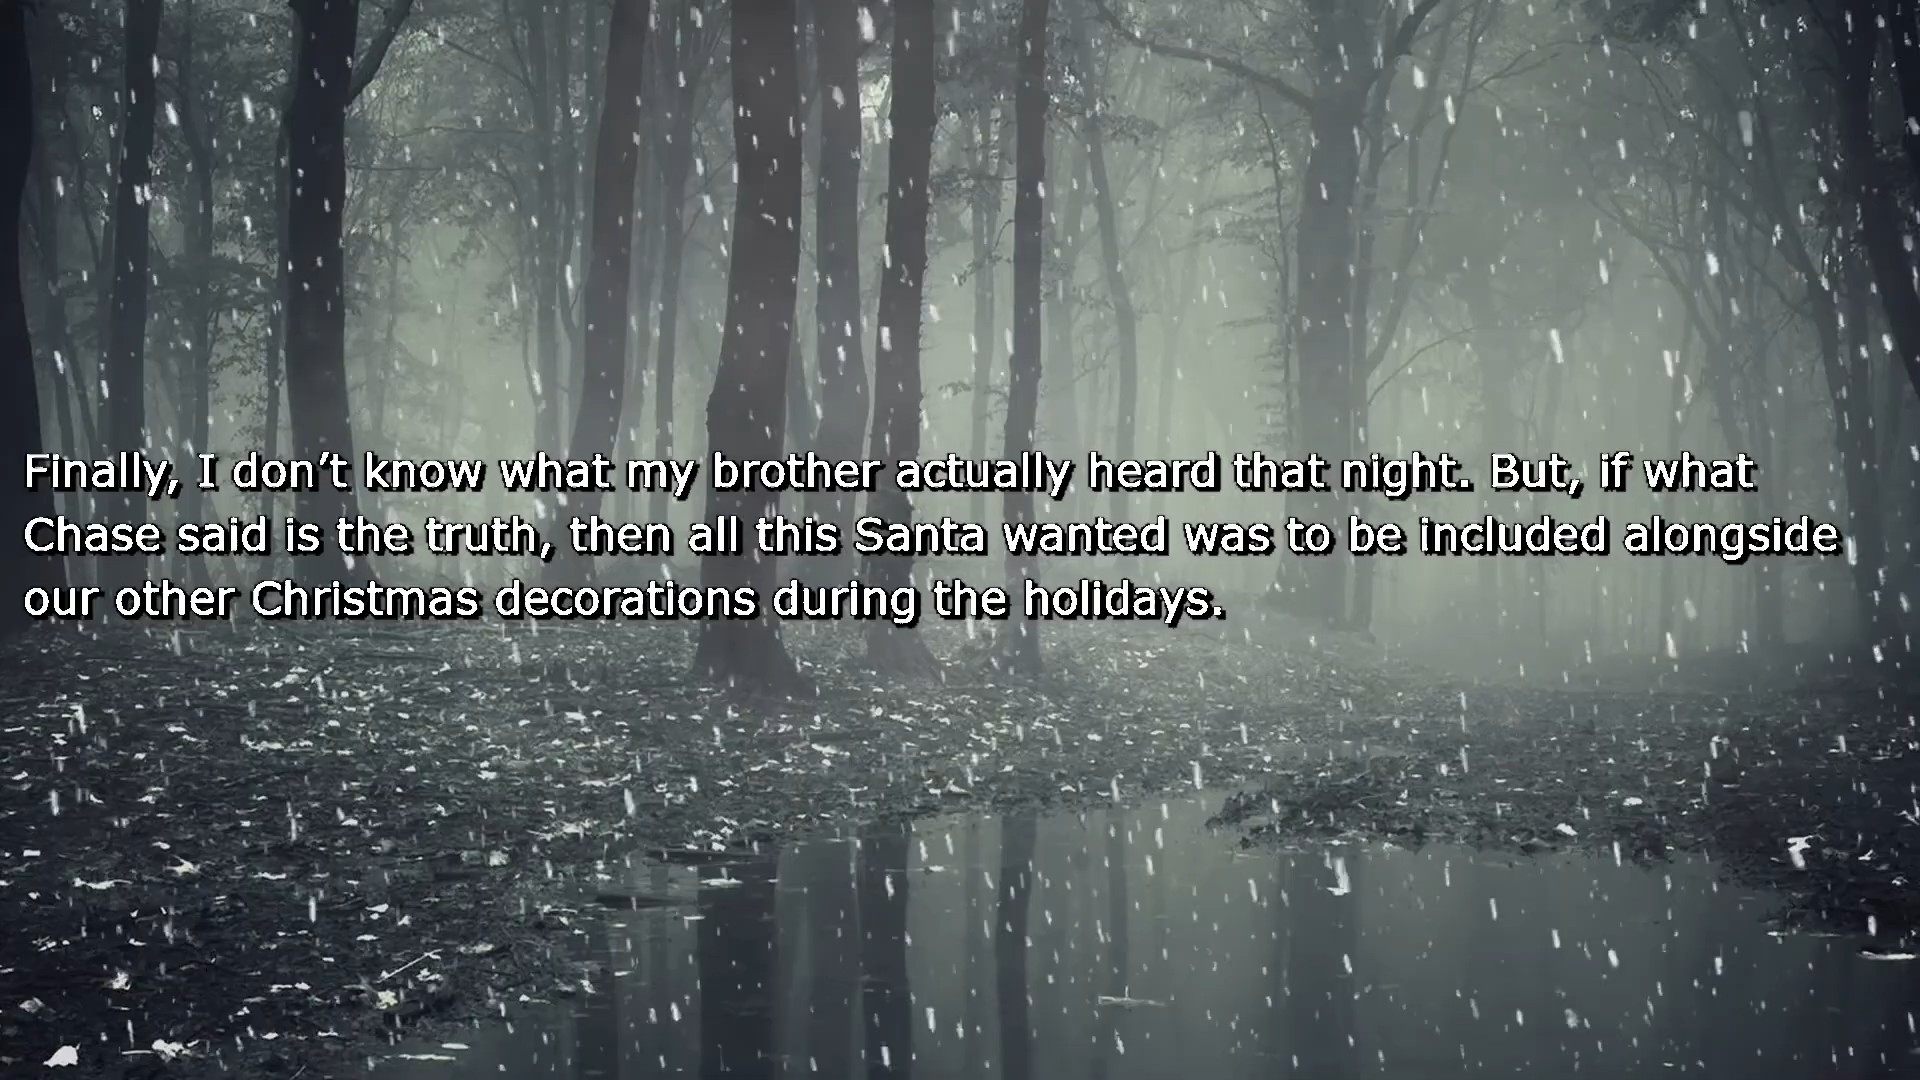 Finally, I don’t know what my brother actually heard that night. But, if what
Chase said is the truth, then all this Santa wanted was to be included alongside
our other Christmas decorations during the holidays.